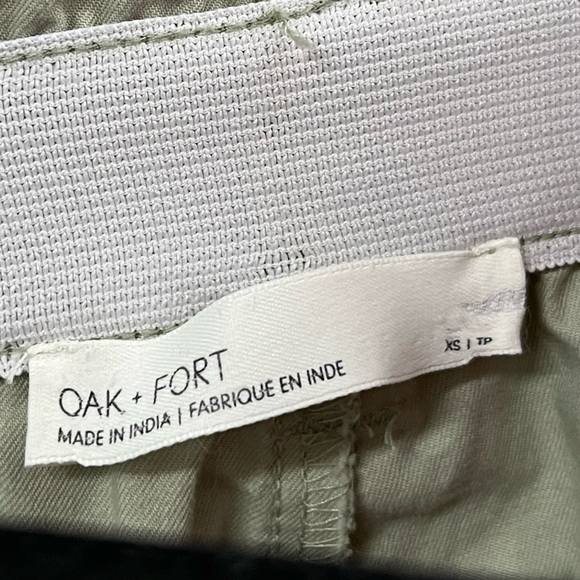 OAK + FORT
MADE IN INDIA | FABRIQUE EN INDE
XS | TP